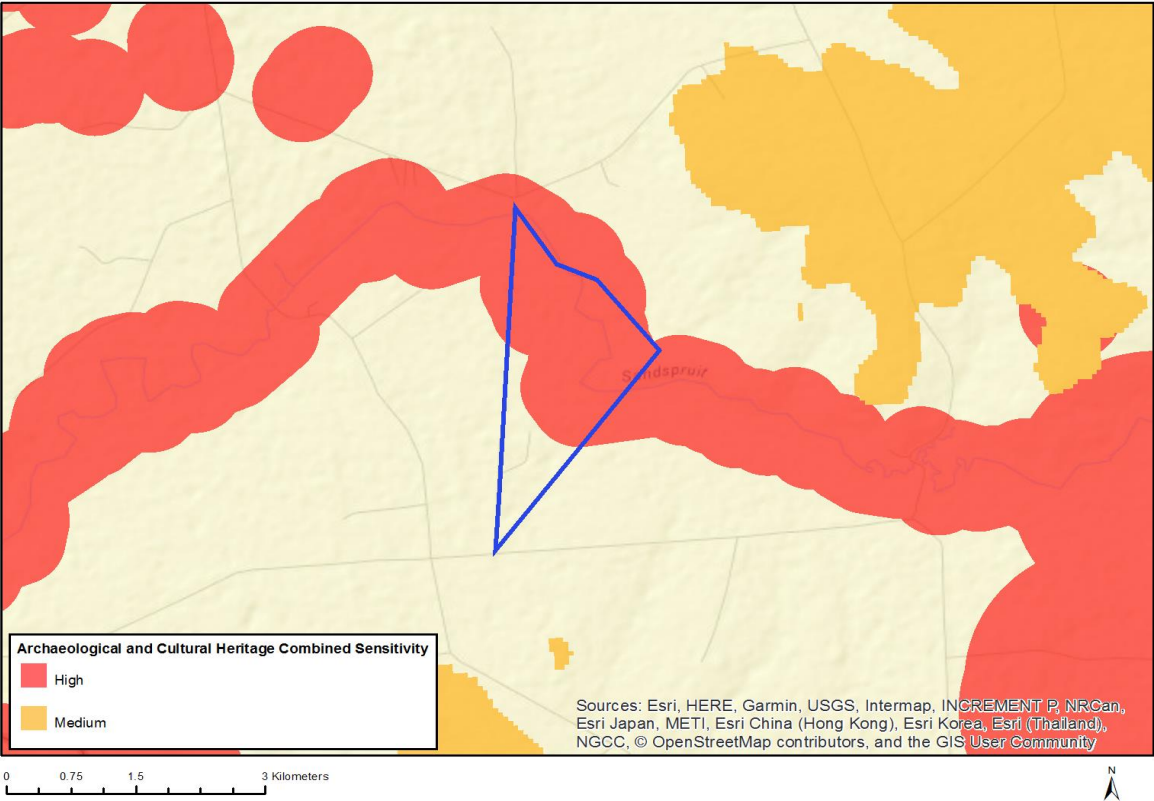 Sandspruit
Archaeological and Cultural Heritage Combined Sensitivity
High
Medium
Sources: Esri, HERE, Garmin, USGS, Intermap, INCREMENT P, NRCan,
Esri Japan, METI, Esri China (Hong Kong), Esri Korea, Esri (Thailand),
NGCC, © OpenStreetMap contributors, and the GIS User Community
0 0.75 1.5 3 Kilometers
N